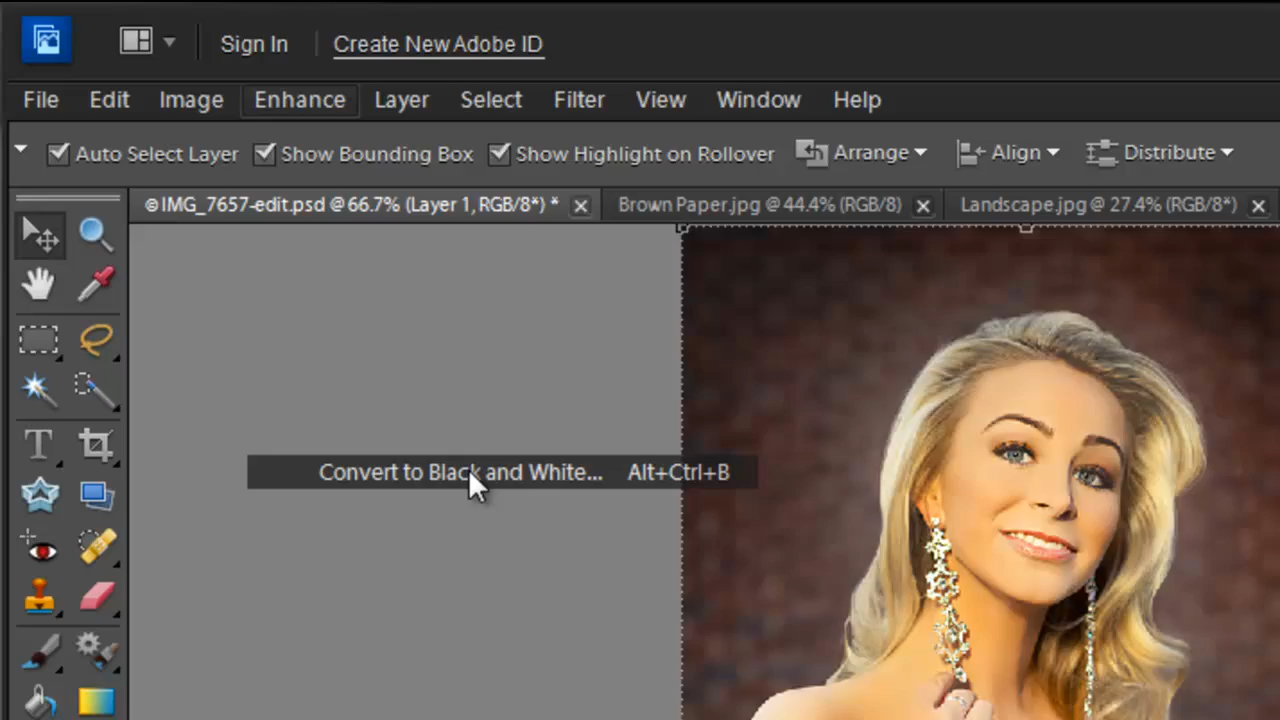 Sign In Create New Adobe ID
File Edit Image Enhance Layer Select Filter View Window Help
Auto Select Layer Show Bounding Box Show Highlight on Rollover Arrange Align Distribute
©IMG_7657-edit.psd @ 66.7% (Layer 1, RGB/8*) * Brown Paper.jpg @ 44.4% (RGB/8) Landscape.jpg @ 27.4% (RGB/8*)
T
Convert to Black and White... Alt+Ctrl+B